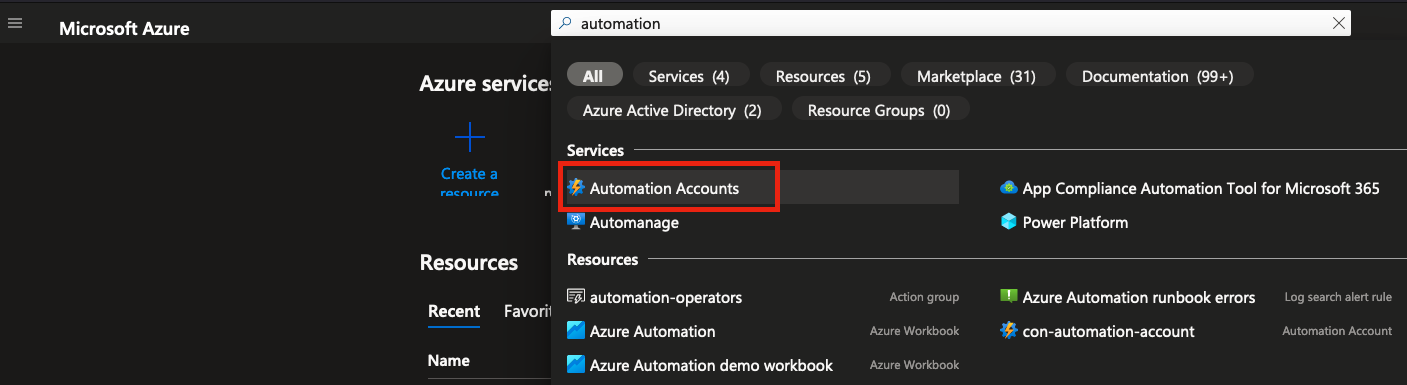 Microsoft Azure
automation
All Services (4) Resources (5) Marketplace (31) Documentation (99+)
Azure Active Directory (2) Resource Groups (0)
Azure services
Create a
resource
Services
Automation Accounts
App Compliance Automation Tool for Microsoft 365
Automanage
Power Platform
Resources
Recent Favorit
Name
Resources
automation-operators Action group
Azure Automation runbook errors Log search alert rule
Azure Automation Azure Workbook
con-automation-account Automation Account
Azure Automation demo workbook Azure Workbook